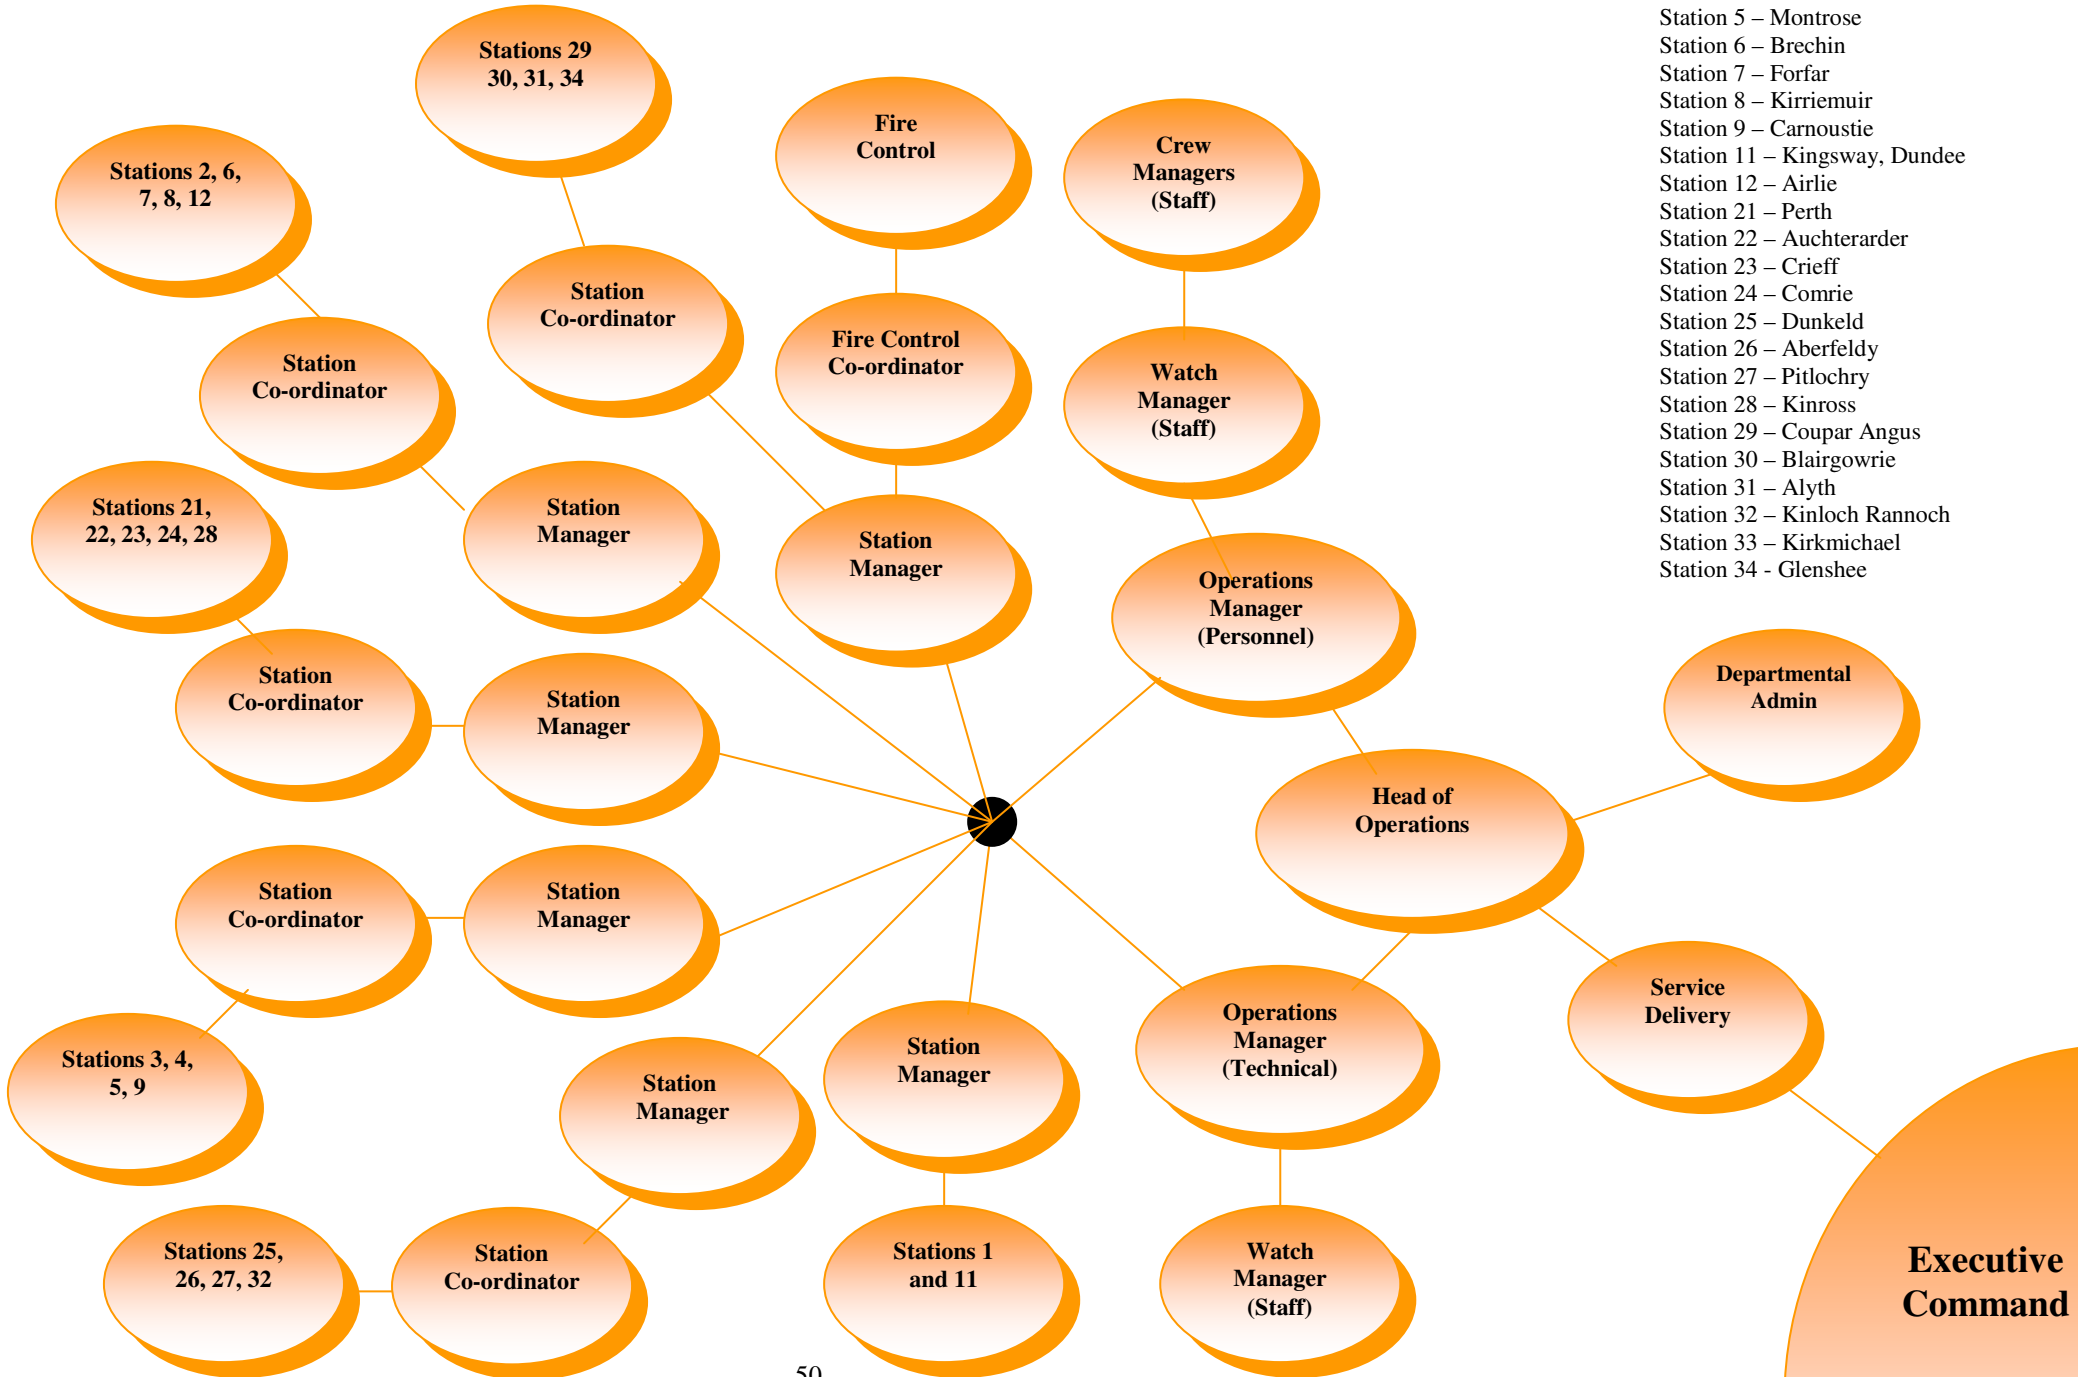 Station 5 – Montrose
Station 6 – Brechin
Station 7 – Forfar
Station 8 – Kirriemuir
Station 9 – Carnoustie
Station 11 – Kingsway, Dundee
Station 12 – Airlie
Station 21 – Perth
Station 22 – Auchterarder
Station 23 – Crieff
Station 24 – Comrie
Station 25 – Dunkeld
Station 26 – Aberfeldy
Station 27 – Pitlochry
Station 28 – Kinross
Station 29 – Coupar Angus
Station 30 – Blairgowrie
Station 31 – Alyth
Station 32 – Kinloch Rannoch
Station 33 – Kirkmichael
Station 34 - Glenshee
Stations 29
30, 31, 34
Fire
Control
Crew
Managers
(Staff)
Stations 2, 6,
7, 8, 12
Station
Co-ordinator
Station
Co-ordinator
Fire Control
Co-ordinator
Watch
Manager
(Staff)
Stations 21,
22, 23, 24, 28
Station
Manager
Station
Manager
Operations
Manager
(Personnel)
Station
Co-ordinator
Station
Manager
Departmental
Admin
Head of
Operations
Station
Co-ordinator
Station
Manager
Service
Delivery
Operations
Manager
(Technical)
Station
Manager
Stations 3, 4,
5, 9
Station
Manager
Stations 25,
26, 27, 32
Station
Co-ordinator
Stations 1
and 11
Watch
Manager
(Staff)
Executive
Command
50